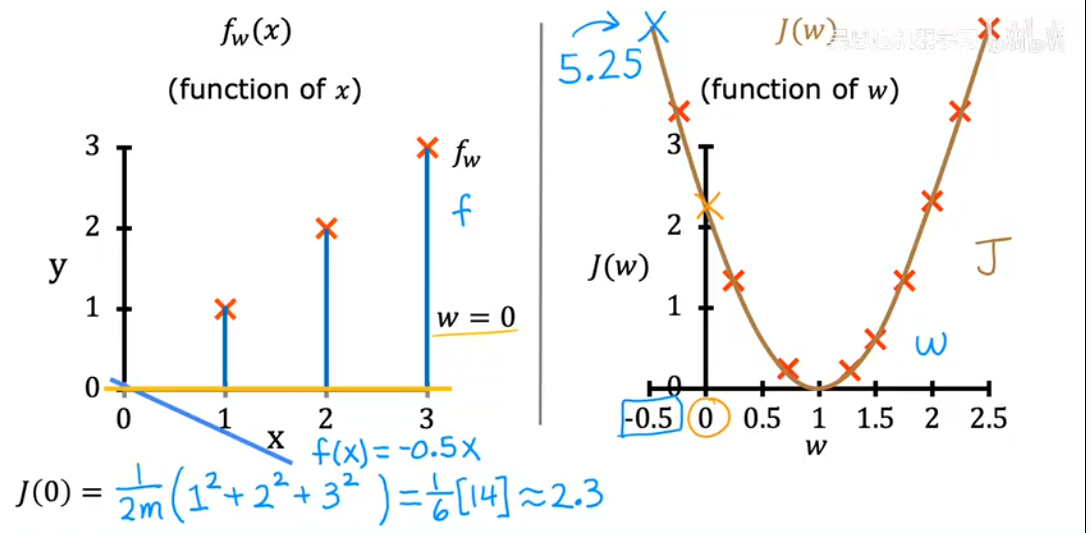 f_w(x)
(function of x)
3
2
1
0
y
0 1 2 3
x
f_w
f
w = 0
f(x) = -0.5x
J(0) = 1/2m (1² + 2² + 3²) = 1/6 [14] ≈ 2.3
5.25
J(w)
(function of w)
3
2
1
0
J(w)
J
w
-0.5 0 0.5 1 1.5 2 2.5
w